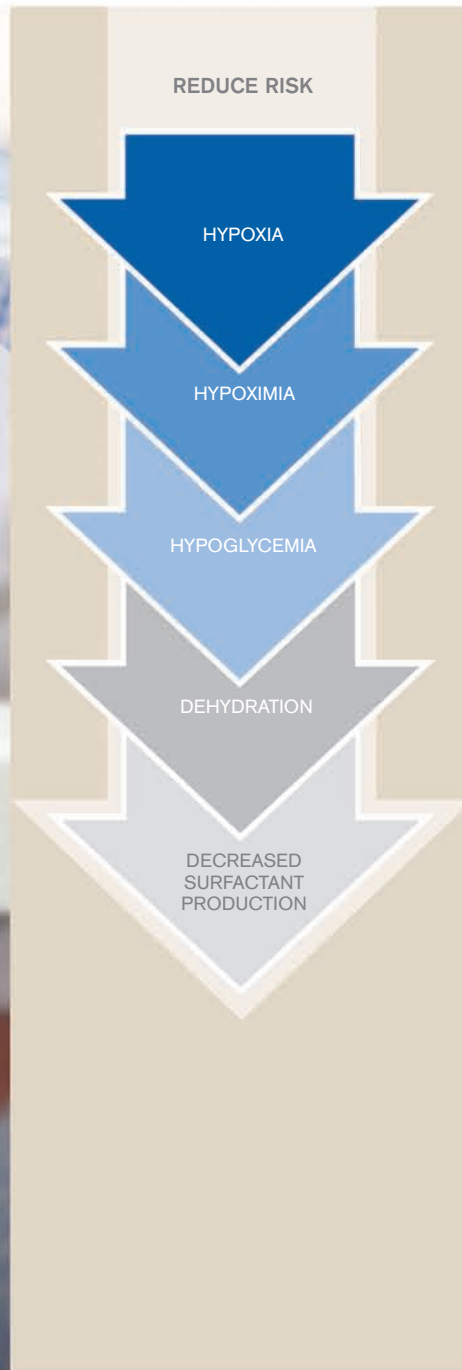 REDUCE RISK
HYPOXIA
HYPOXIMIA
HYPOGLYCEMIA
DEHYDRATION
DECREASED
SURFACTANT
PRODUCTION